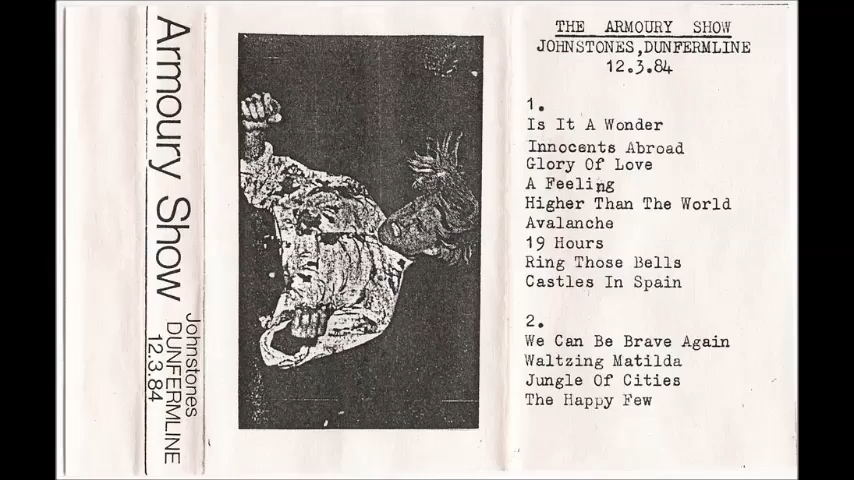 Armoury Show
Johnstones
DUNFERMLINE
12.3.84
THE ARMOURY SHOW
JOHNSTONES,DUNFERMLINE
12.3.84
1.
Is It A Wonder
Innocents Abroad
Glory Of Love
A Feeling
Higher Than The World
Avalanche
19 Hours
Ring Those Bells
Castles In Spain
2.
We Can Be Brave Again
Waltzing Matilda
Jungle Of Cities
The Happy Few